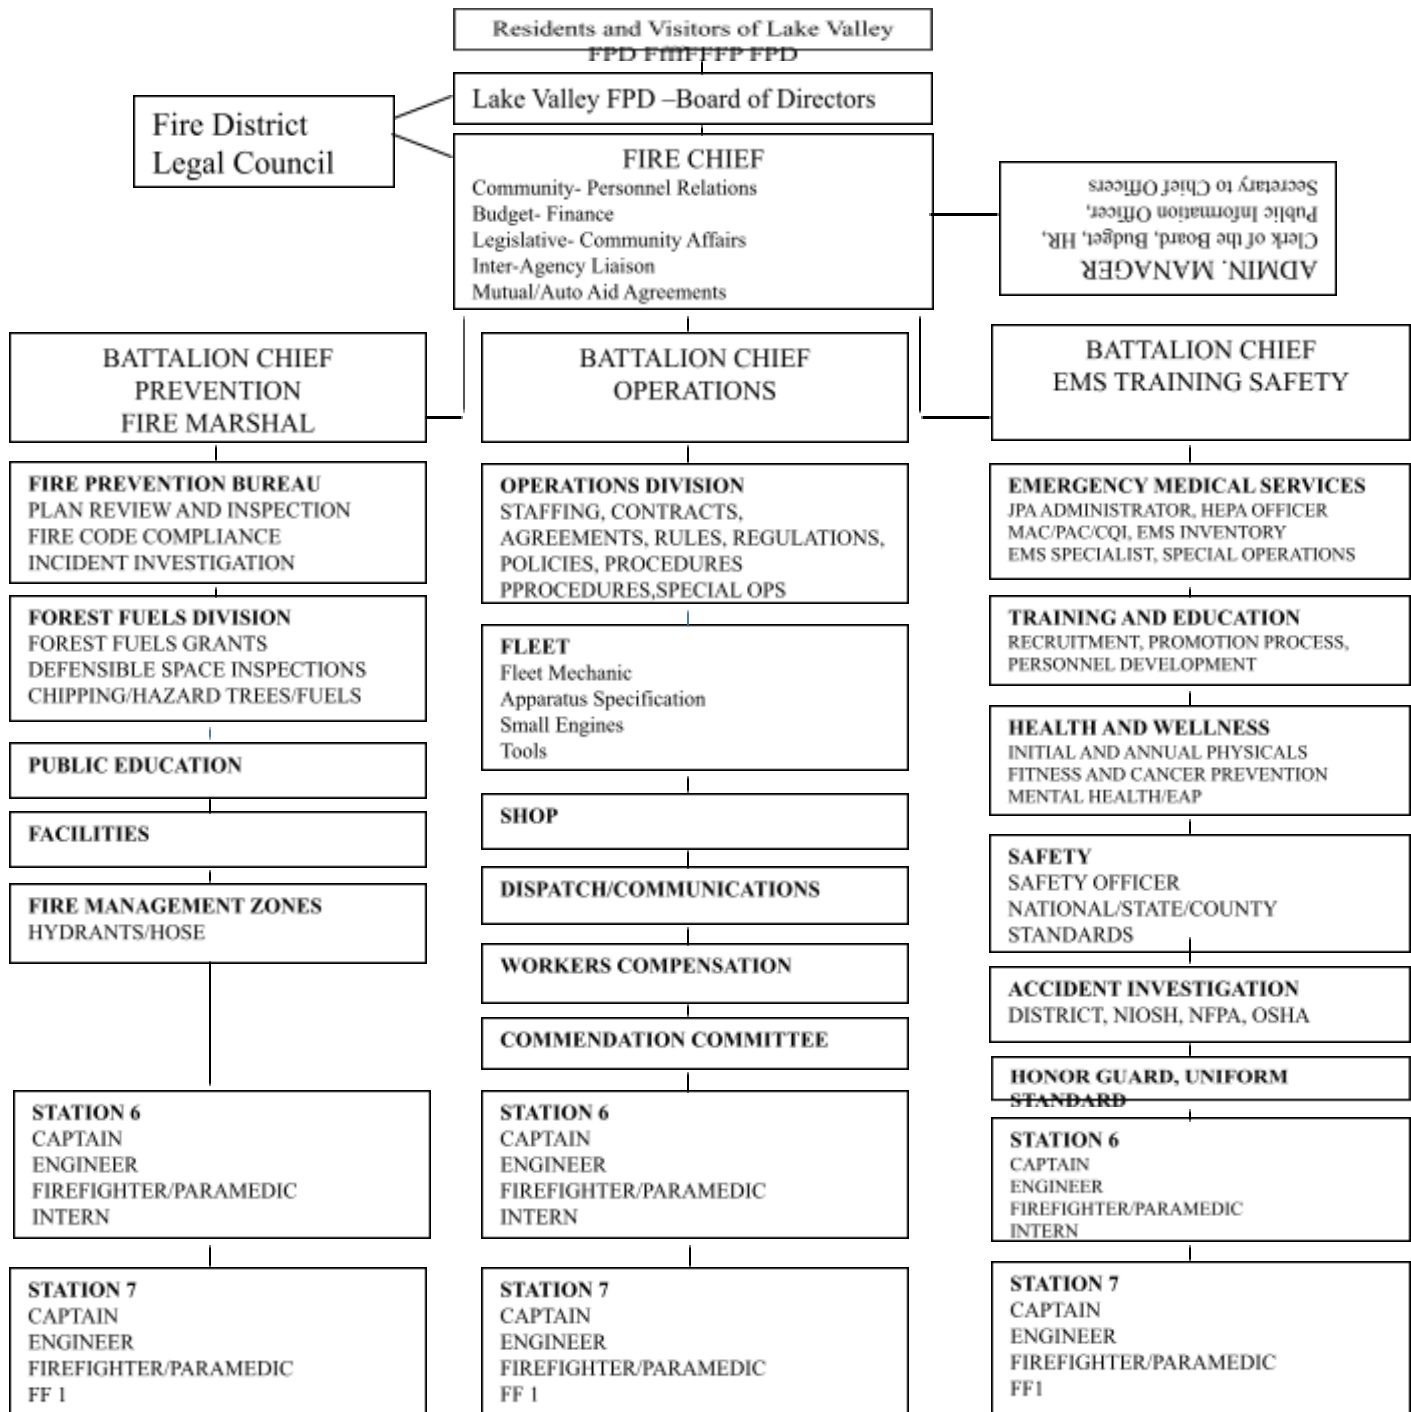 Residents and Visitors of Lake Valley
FPD FfffFFFP FPD
Lake Valley FPD –Board of Directors
Fire District
Legal Council
FIRE CHIEF
Community- Personnel Relations
Budget- Finance
Legislative- Community Affairs
Inter-Agency Liaison
Mutual/Auto Aid Agreements
ADMIN. MANAGER
Clerk of the Board, Budget, HR,
Public Information Officer,
Secretary to Chief Officers
BATTALION CHIEF
PREVENTION
FIRE MARSHAL
FIRE PREVENTION BUREAU
PLAN REVIEW AND INSPECTION
FIRE CODE COMPLIANCE
INCIDENT INVESTIGATION
FOREST FUELS DIVISION
FOREST FUELS GRANTS
DEFENSIBLE SPACE INSPECTIONS
CHIPPING/HAZARD TREES/FUELS
PUBLIC EDUCATION
FACILITIES
FIRE MANAGEMENT ZONES
HYDRANTS/HOSE
STATION 6
CAPTAIN
ENGINEER
FIREFIGHTER/PARAMEDIC
INTERN
STATION 7
CAPTAIN
ENGINEER
FIREFIGHTER/PARAMEDIC
FF 1
BATTALION CHIEF
OPERATIONS
OPERATIONS DIVISION
STAFFING, CONTRACTS,
AGREEMENTS, RULES, REGULATIONS,
POLICIES, PROCEDURES
PPROCEDURES,SPECIAL OPS
FLEET
Fleet Mechanic
Apparatus Specification
Small Engines
Tools
SHOP
DISPATCH/COMMUNICATIONS
WORKERS COMPENSATION
COMMENDATION COMMITTEE
STATION 6
CAPTAIN
ENGINEER
FIREFIGHTER/PARAMEDIC
INTERN
STATION 7
CAPTAIN
ENGINEER
FIREFIGHTER/PARAMEDIC
FF 1
BATTALION CHIEF
EMS TRAINING SAFETY
EMERGENCY MEDICAL SERVICES
JPA ADMINISTRATOR, HEPA OFFICER
MAC/PAC/CQI, EMS INVENTORY
EMS SPECIALIST, SPECIAL OPERATIONS
TRAINING AND EDUCATION
RECRUITMENT, PROMOTION PROCESS,
PERSONNEL DEVELOPMENT
HEALTH AND WELLNESS
INITIAL AND ANNUAL PHYSICALS
FITNESS AND CANCER PREVENTION
MENTAL HEALTH/EAP
SAFETY
SAFETY OFFICER
NATIONAL/STATE/COUNTY
STANDARDS
ACCIDENT INVESTIGATION
DISTRICT, NIOSH, NFPA, OSHA
HONOR GUARD, UNIFORM
STANDARD
STATION 6
CAPTAIN
ENGINEER
FIREFIGHTER/PARAMEDIC
INTERN
STATION 7
CAPTAIN
ENGINEER
FIREFIGHTER/PARAMEDIC
FF1